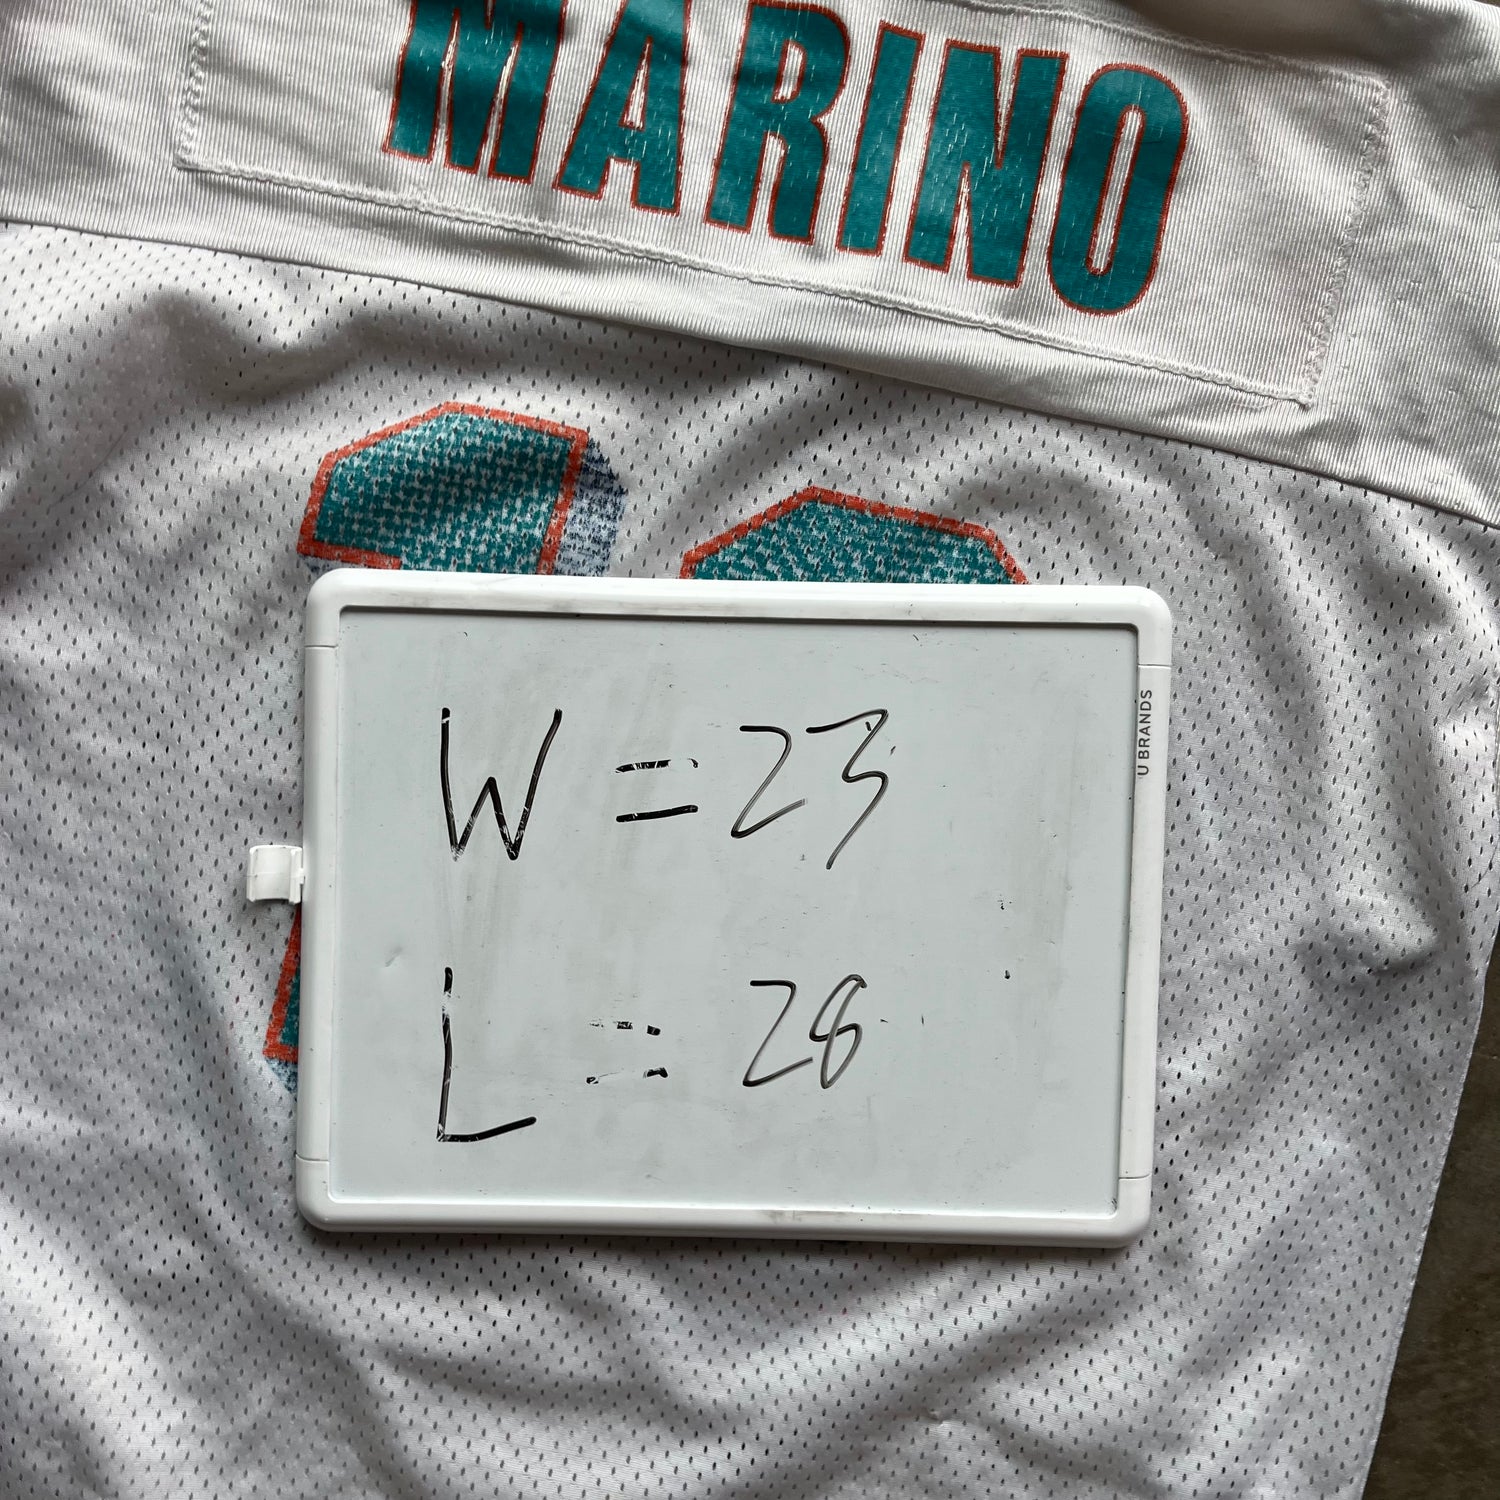 MARINO
U BRANDS
W = 23
L = 28